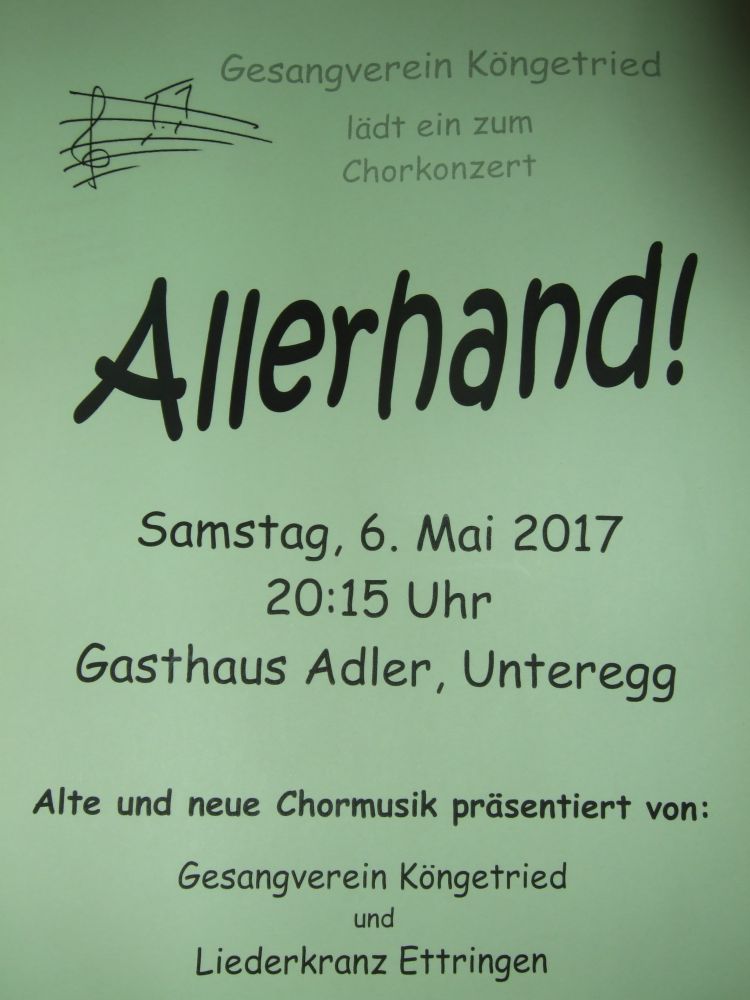 Gesangverein Köngetried
lädt ein zum
Chorkonzert
Allerhand!
Samstag, 6. Mai 2017
20:15 Uhr
Gasthaus Adler, Unteregg
Alte und neue Chormusik präsentiert von:
Gesangverein Köngetried
und
Liederkranz Ettringen